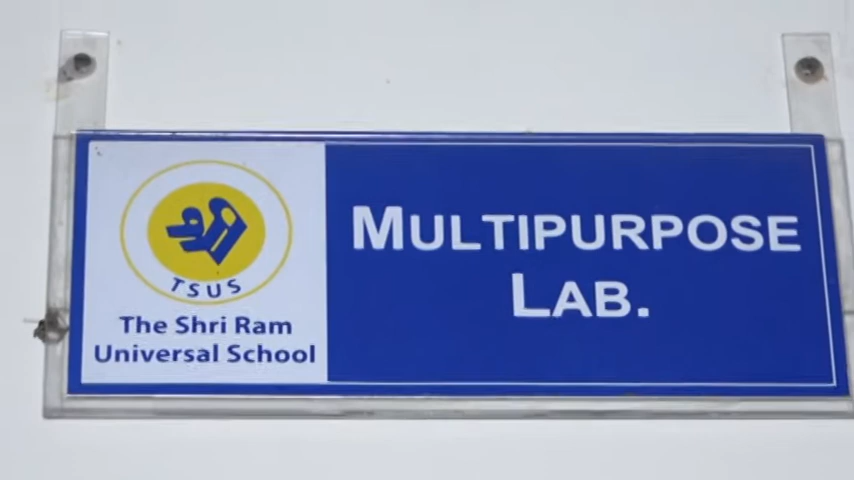 TSUS
The Shri Ram
Universal School
MULTIPURPOSE
LAB.